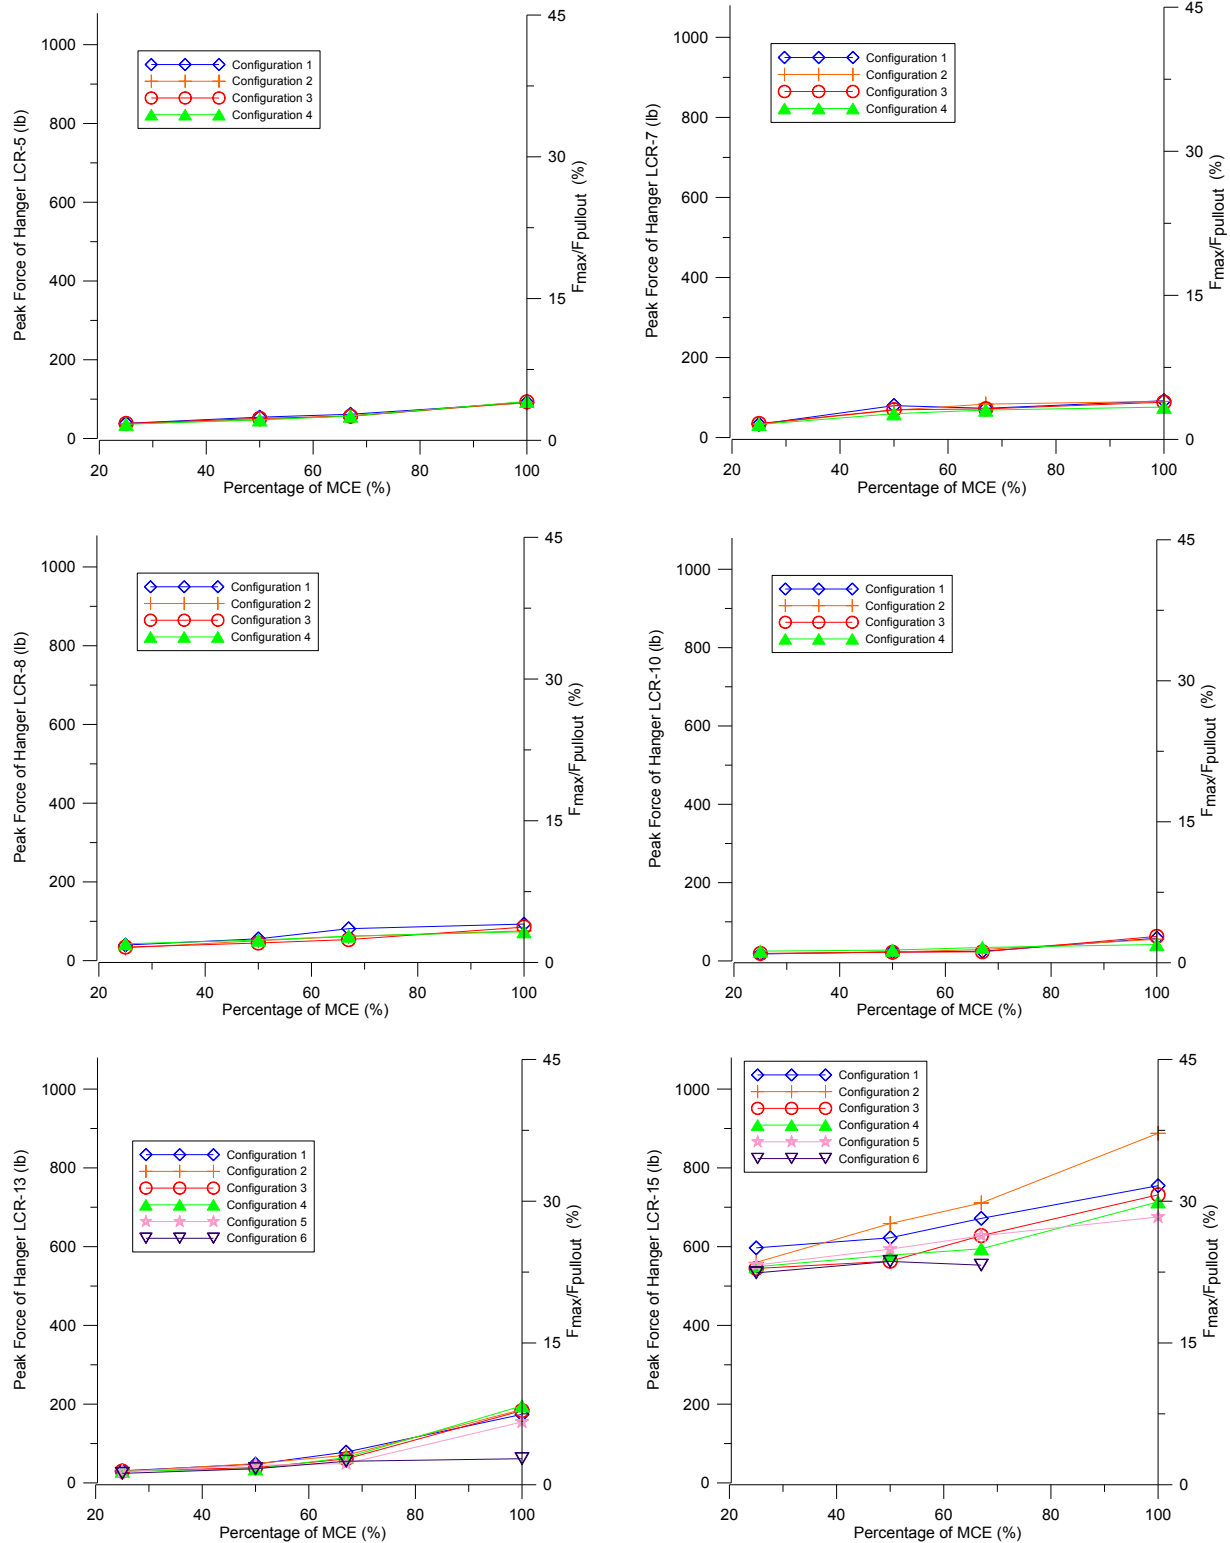 Peak Force of Hanger LCR-5 (lb)
1000
800
600
400
200
0
Configuration 1
Configuration 2
Configuration 3
Configuration 4
45
30
15
0
Fmax/Fpullout (%)
20 40 60 80 100
Percentage of MCE (%)
Peak Force of Hanger LCR-7 (lb)
1000
800
600
400
200
0
Configuration 1
Configuration 2
Configuration 3
Configuration 4
45
30
15
0
Fmax/Fpullout (%)
20 40 60 80 100
Percentage of MCE (%)
Peak Force of Hanger LCR-8 (lb)
1000
800
600
400
200
0
Configuration 1
Configuration 2
Configuration 3
Configuration 4
45
30
15
0
Fmax/Fpullout (%)
20 40 60 80 100
Percentage of MCE (%)
Peak Force of Hanger LCR-10 (lb)
1000
800
600
400
200
0
Configuration 1
Configuration 2
Configuration 3
Configuration 4
45
30
15
0
Fmax/Fpullout (%)
20 40 60 80 100
Percentage of MCE (%)
Peak Force of Hanger LCR-13 (lb)
1000
800
600
400
200
0
Configuration 1
Configuration 2
Configuration 3
Configuration 4
Configuration 5
Configuration 6
45
30
15
0
Fmax/Fpullout (%)
20 40 60 80 100
Percentage of MCE (%)
Peak Force of Hanger LCR-15 (lb)
1000
800
600
400
200
0
Configuration 1
Configuration 2
Configuration 3
Configuration 4
Configuration 5
Configuration 6
45
30
15
0
Fmax/Fpullout (%)
20 40 60 80 100
Percentage of MCE (%)